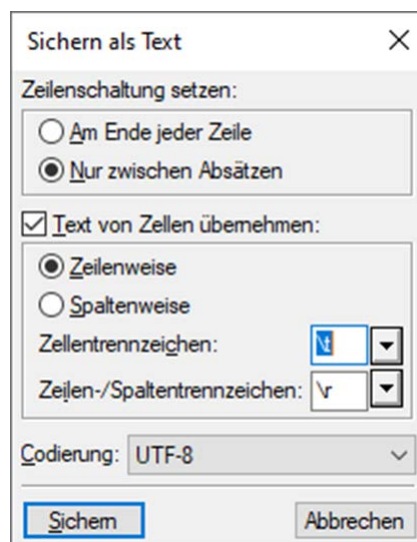 Sichern als Text
Zeilenschaltung setzen:
Am Ende jeder Zeile
Nur zwischen Absätzen
Text von Zellen übernehmen:
Zeilenweise
Spaltenweise
Zellentrennzeichen: \t
Zeilen-/Spaltentrennzeichen: \r
Codierung: UTF-8
Sichern Abbrechen